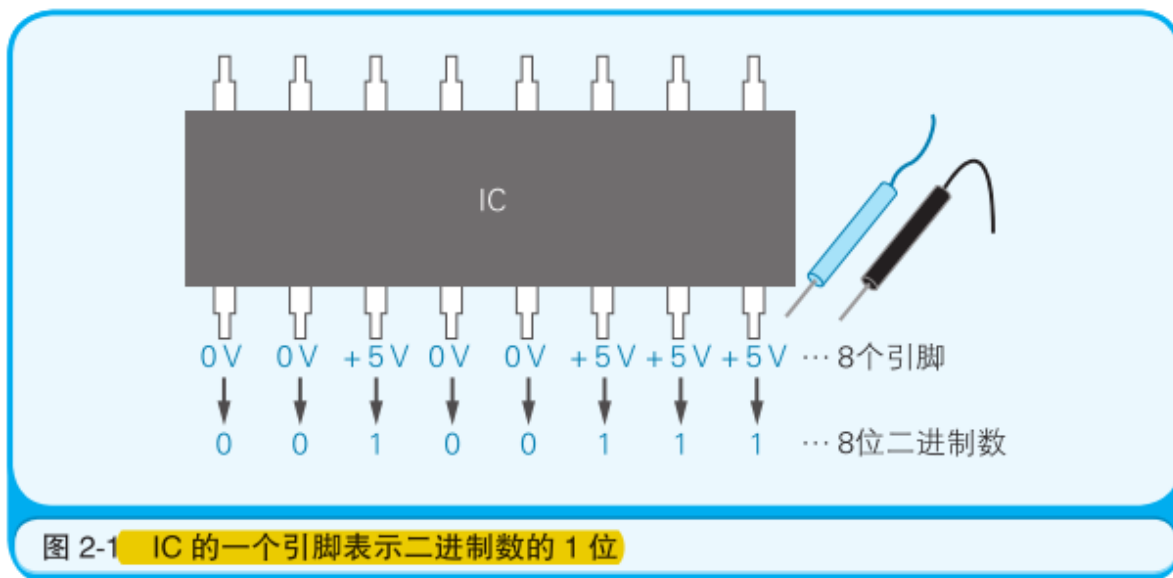 IC
0V 0V +5V 0V 0V +5V +5V +5V … 8个引脚
0 0 1 0 0 1 1 1 … 8位二进制数
图 2-1 IC 的一个引脚表示二进制数的 1 位